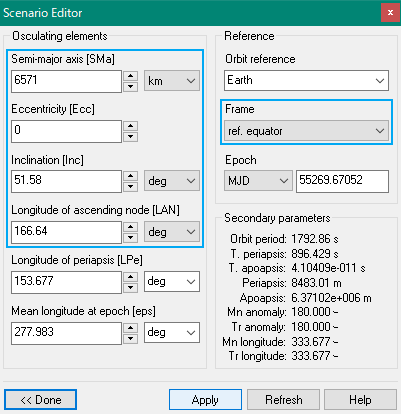 Scenario Editor
Osculating elements
Semi-major axis [SMa]
6571 km
Eccentricity [Ecc]
0
Inclination [Inc]
51.58 deg
Longitude of ascending node [LAN]
166.64 deg
Longitude of periapsis [LPe]
153.677 deg
Mean longitude at epoch [eps]
277.983 deg
Reference
Orbit reference
Earth
Frame
ref. equator
Epoch
MJD 55269.67052
Secondary parameters
Orbit period: 1792.86 s
T. periapsis: 896.429 s
T. apoapsis: 4.10409e-011 s
Periapsis: 8483.01 m
Apoapsis: 6.37102e+006 m
Mn anomaly: 180.000 ~
Tr anomaly: 180.000 ~
Mn longitude: 333.677 ~
Tr longitude: 333.677 ~
<< Done Apply Refresh Help